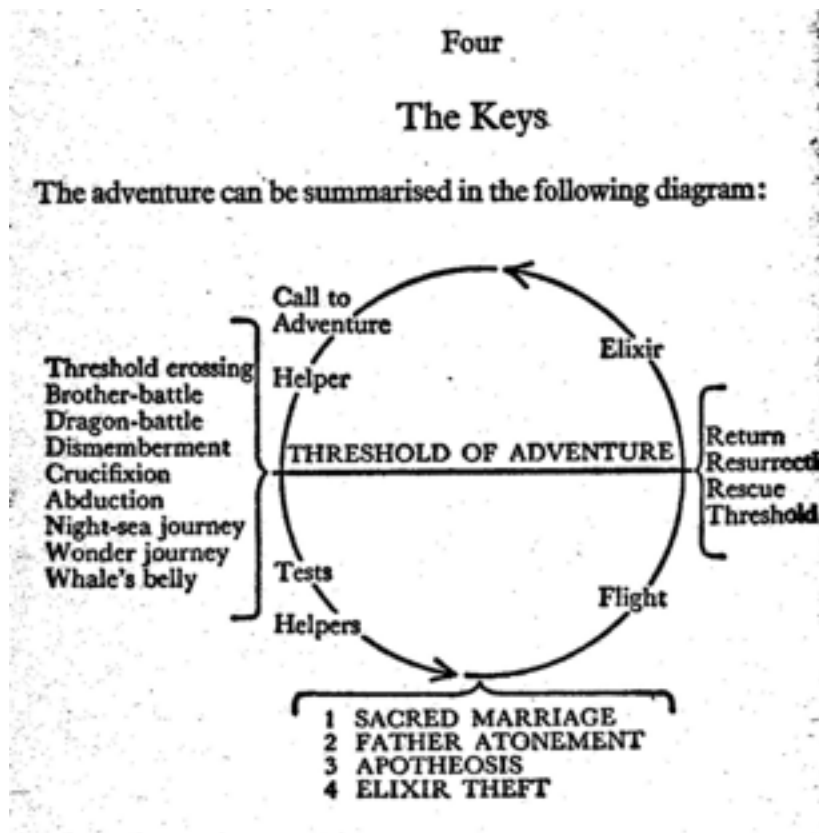 Four
The Keys
The adventure can be summarised in the following diagram:
Call to
Adventure
Helper
Elixir
Threshold erossing
Brother-battle
Dragon-battle
Dismemberment
Crucifixion
Abduction
Night-sea journey
Wonder journey
Whale's belly
THRESHOLD OF ADVENTURE
Return
Resurrecti
Rescue
Threshold
Tests
Helpers
Flight
1 SACRED MARRIAGE
2 FATHER ATONEMENT
3 APOTHEOSIS
4 ELIXIR THEFT